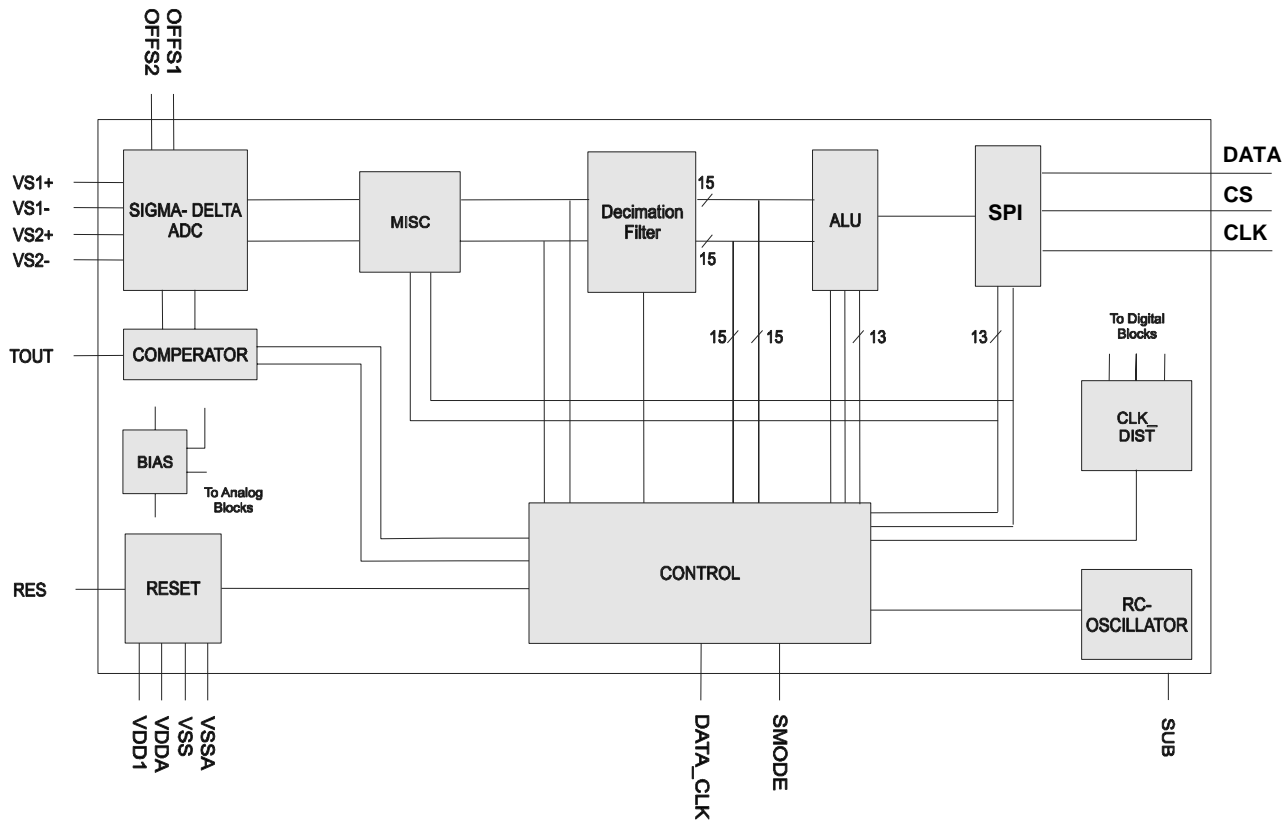 OFFS2
OFFS1
VS1+
VS1-
VS2+
VS2-
SIGMA- DELTA
ADC
MISC
Decimation
Filter
15
15
ALU
SPI
DATA
CS
CLK
TOUT
COMPERATOR
15
15
13
13
To Digital
Blocks
CLK_
DIST
BIAS
To Analog
Blocks
RES
RESET
CONTROL
RC-
OSCILLATOR
VDD1
VDDA
VSS
VSSA
DATA_CLK
SMODE
SUB